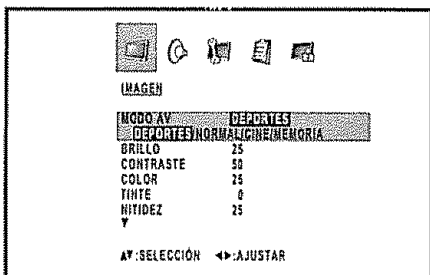 IMAGEN
MODO AV DEPORTES
DEPORTES/NORMAL/CINE/MEMORIA
BRILLO 25
CONTRASTE 50
COLOR 25
TINTE 0
NITIDEZ 25
▼
▲▼:SELECCIÓN ◀▶:AJUSTAR